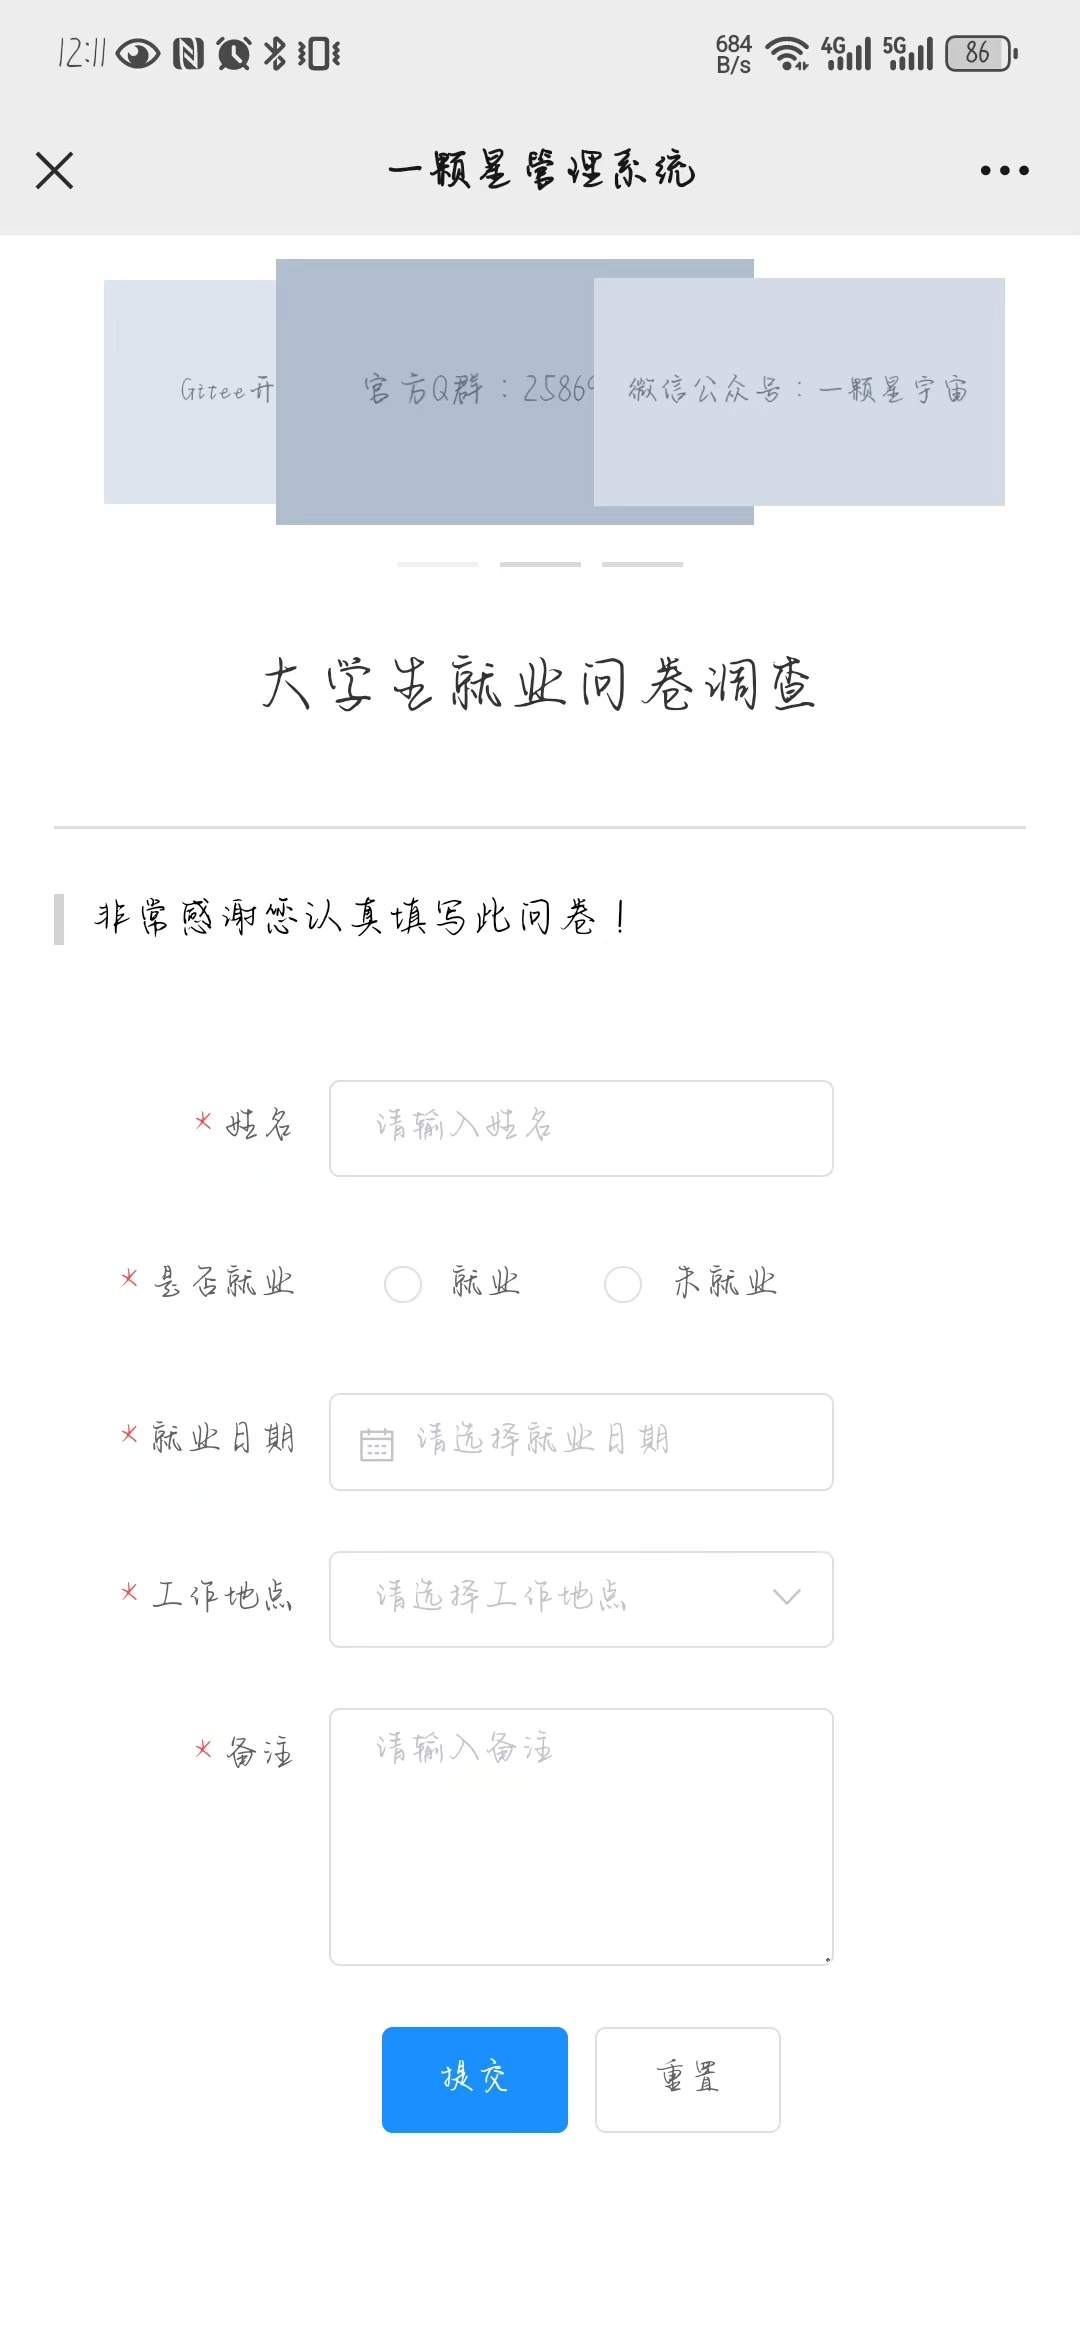 12:11
684 B/s 4G 5G 86
一颗星管理系统
Gitee开
官方Q群：2586
微信公众号：一颗星宇宙
大学生就业问卷调查
非常感谢您认真填写此问卷！
* 姓名 请输入姓名
* 是否就业 就业 未就业
* 就业日期 请选择就业日期
* 工作地点 请选择工作地点
* 备注 请输入备注
提交 重置